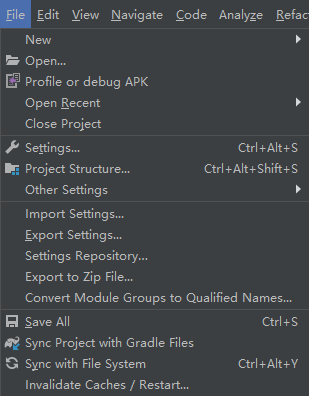 File Edit View Navigate Code Analyze Refac
New
Open...
Profile or debug APK
Open Recent
Close Project
Settings... Ctrl+Alt+S
Project Structure... Ctrl+Alt+Shift+S
Other Settings
Import Settings...
Export Settings...
Settings Repository...
Export to Zip File...
Convert Module Groups to Qualified Names...
Save All Ctrl+S
Sync Project with Gradle Files
Sync with File System Ctrl+Alt+Y
Invalidate Caches / Restart...